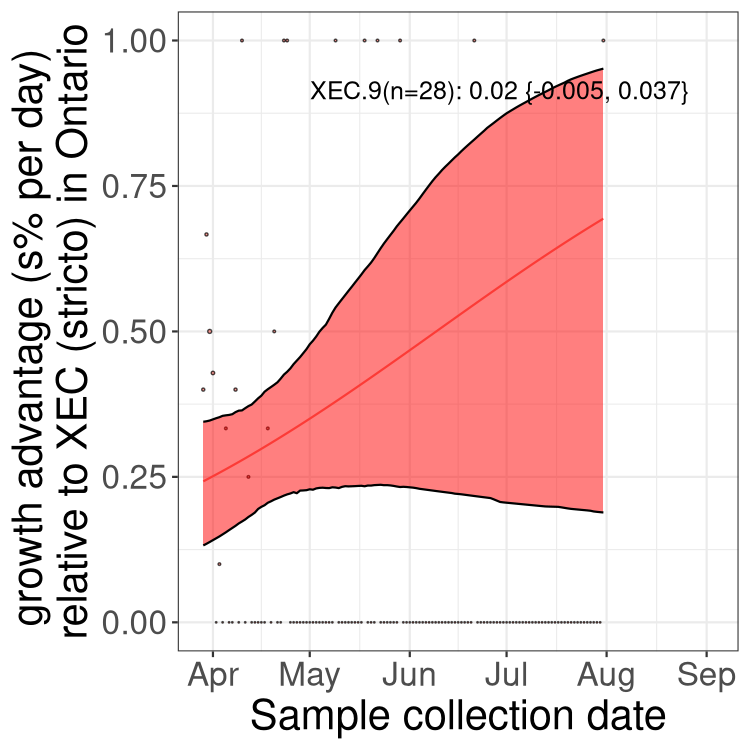 growth advantage (s% per day)
relative to XEC (stricto) in Ontario
1.00
0.75
0.50
0.25
0.00
XEC.9(n=28): 0.02 {-0.005, 0.037}
Apr May Jun Jul Aug Sep
Sample collection date